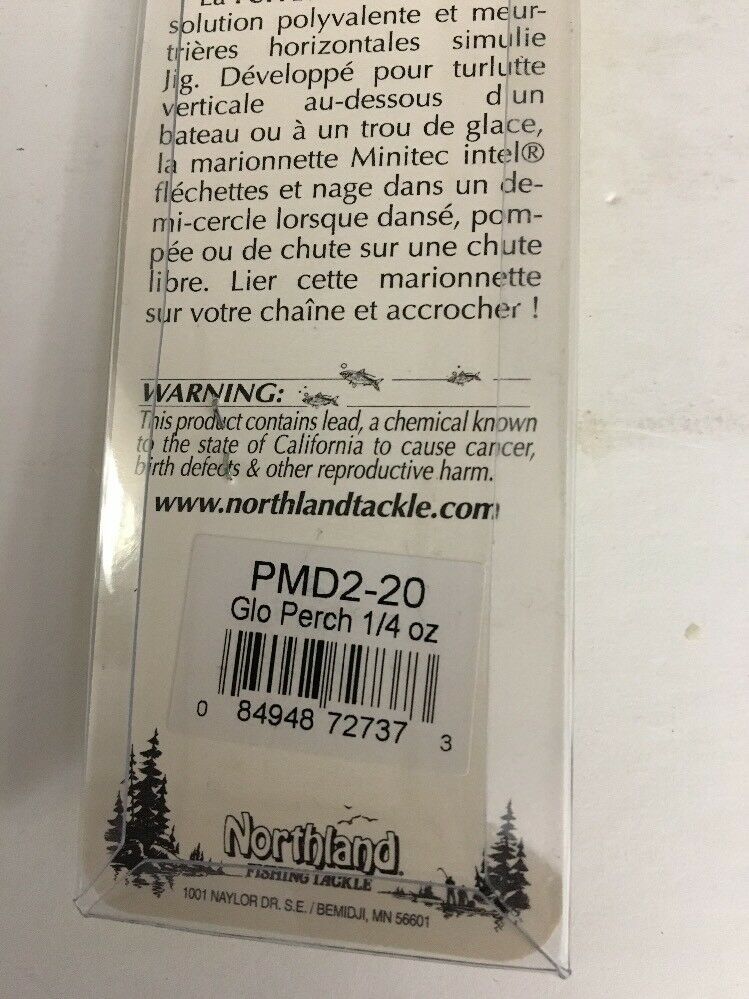 La
solution polyvalente et meur-
trières horizontales simulie
Jig. Développé pour turlutte
verticale au-dessous d un
bateau ou à un trou de glace,
la marionnette Minitec intel®
fléchettes et nage dans un de-
mi-cercle lorsque dansé, pom-
pée ou de chute sur une chute
libre. Lier cette marionnette
sur votre chaîne et accrocher !
WARNING:
This product contains lead, a chemical known
to the state of California to cause cancer,
birth defects & other reproductive harm.
www.northlandtackle.com
PMD2-20
Glo Perch 1/4 oz
0 84948 72737 3
Northland
FISHING TACKLE
1001 NAYLOR DR. S.E. / BEMIDJI, MN 56601